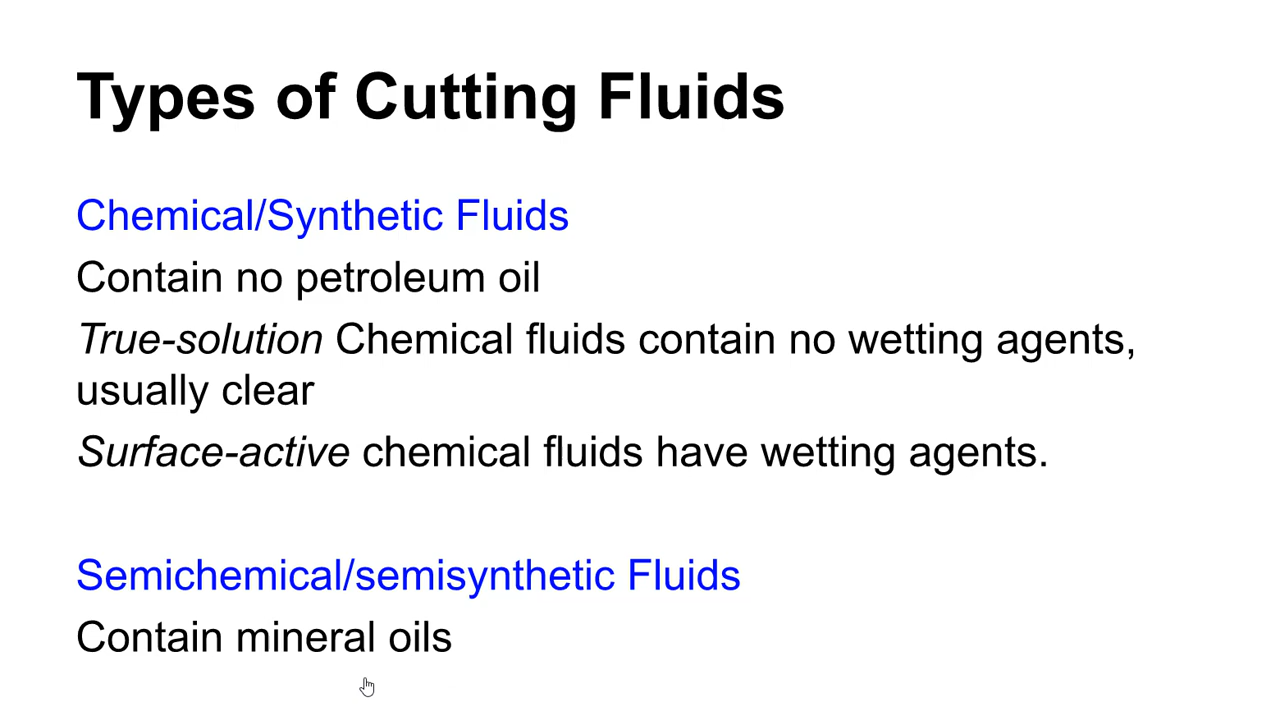 Types of Cutting Fluids
Chemical/Synthetic Fluids
Contain no petroleum oil
True-solution Chemical fluids contain no wetting agents,
usually clear
Surface-active chemical fluids have wetting agents.
Semichemical/semisynthetic Fluids
Contain mineral oils